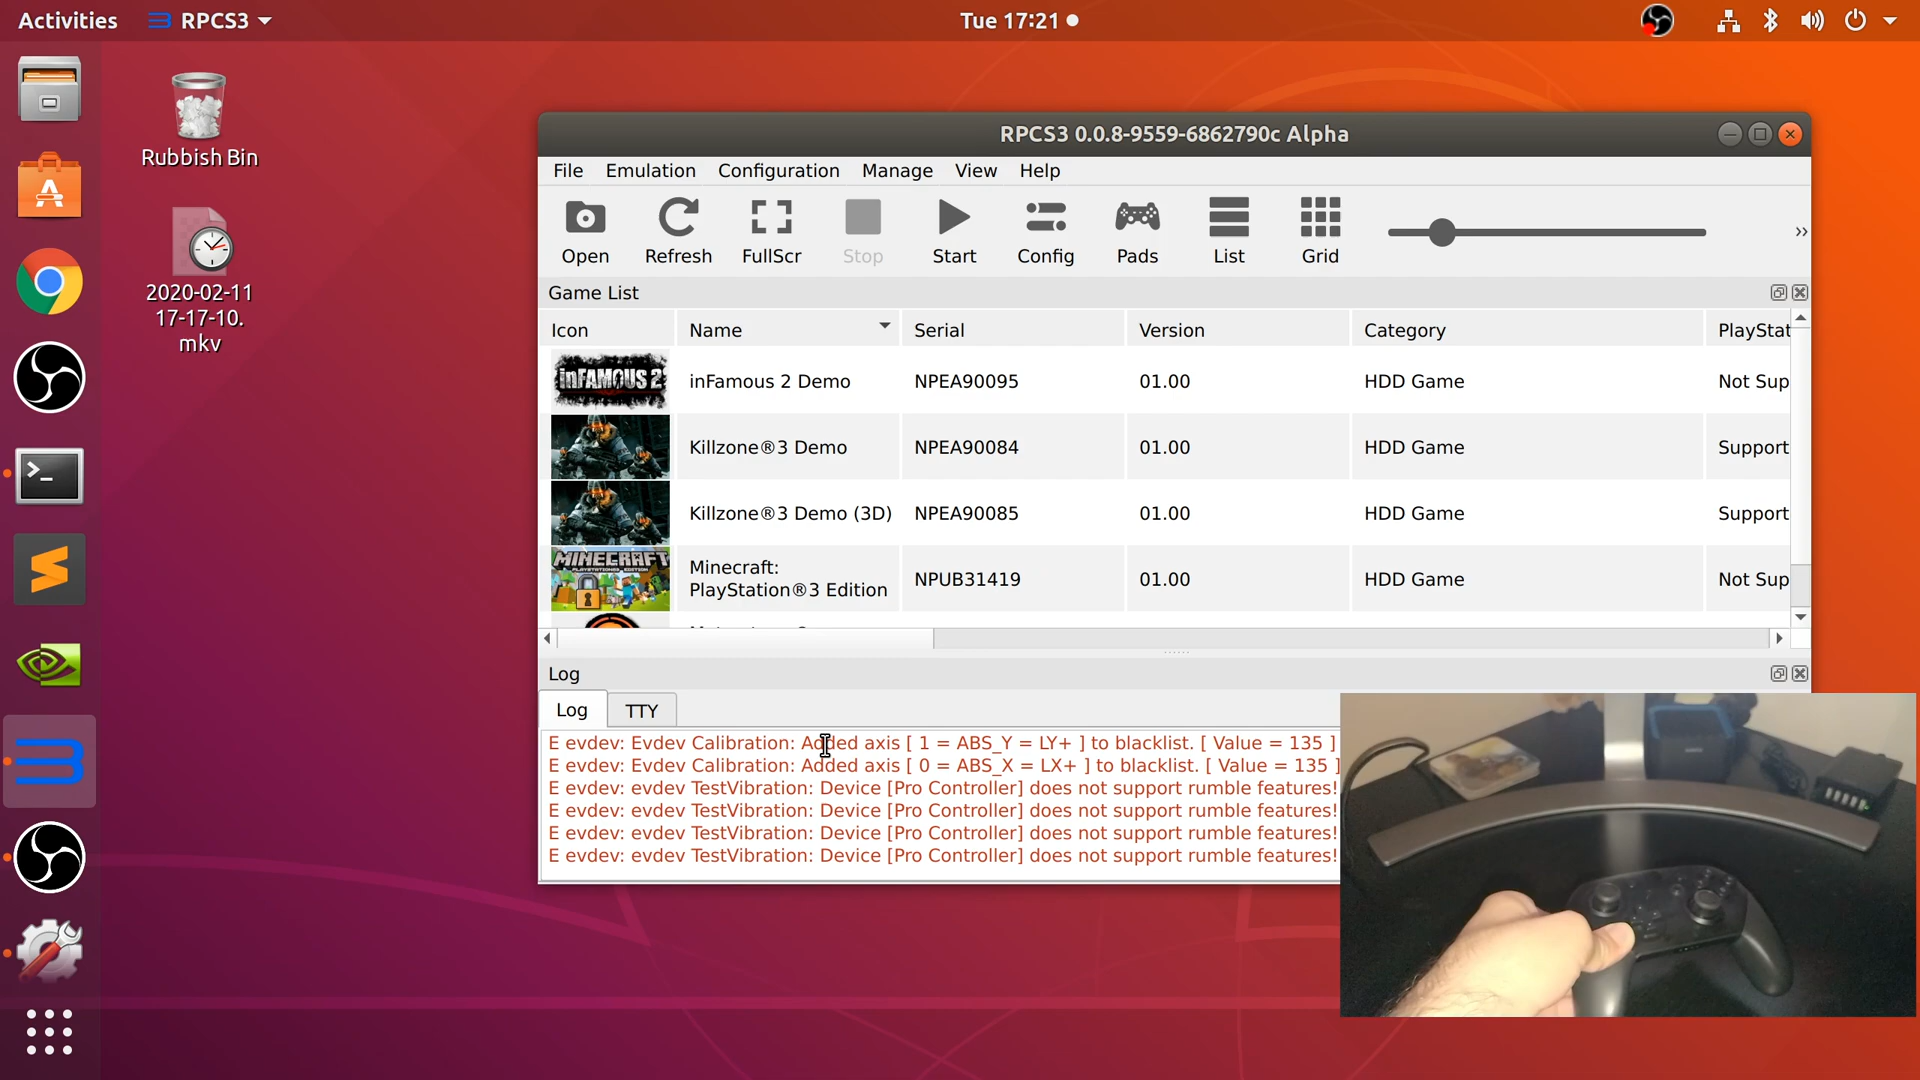 Activities
RPCS3
Tue 17:21
Rubbish Bin
2020-02-11
17-17-10.
mkv
RPCS3 0.0.8-9559-6862790c Alpha
File Emulation Configuration Manage View Help
Open Refresh FullScr Stop Start Config Pads List Grid
»
Game List
Icon Name Serial Version Category PlayStat
inFAMOUS 2
inFamous 2 Demo NPEA90095 01.00 HDD Game Not Sup
Killzone®3 Demo NPEA90084 01.00 HDD Game Support
Killzone®3 Demo (3D) NPEA90085 01.00 HDD Game Support
MINECRAFT
Minecraft:
PlayStation®3 Edition NPUB31419 01.00 HDD Game Not Sup
Log
Log TTY
E evdev: Evdev Calibration: Added axis [ 1 = ABS_Y = LY+ ] to blacklist. [ Value = 135 ]
E evdev: Evdev Calibration: Added axis [ 0 = ABS_X = LX+ ] to blacklist. [ Value = 135 ]
E evdev: evdev TestVibration: Device [Pro Controller] does not support rumble features!
E evdev: evdev TestVibration: Device [Pro Controller] does not support rumble features!
E evdev: evdev TestVibration: Device [Pro Controller] does not support rumble features!
E evdev: evdev TestVibration: Device [Pro Controller] does not support rumble features!